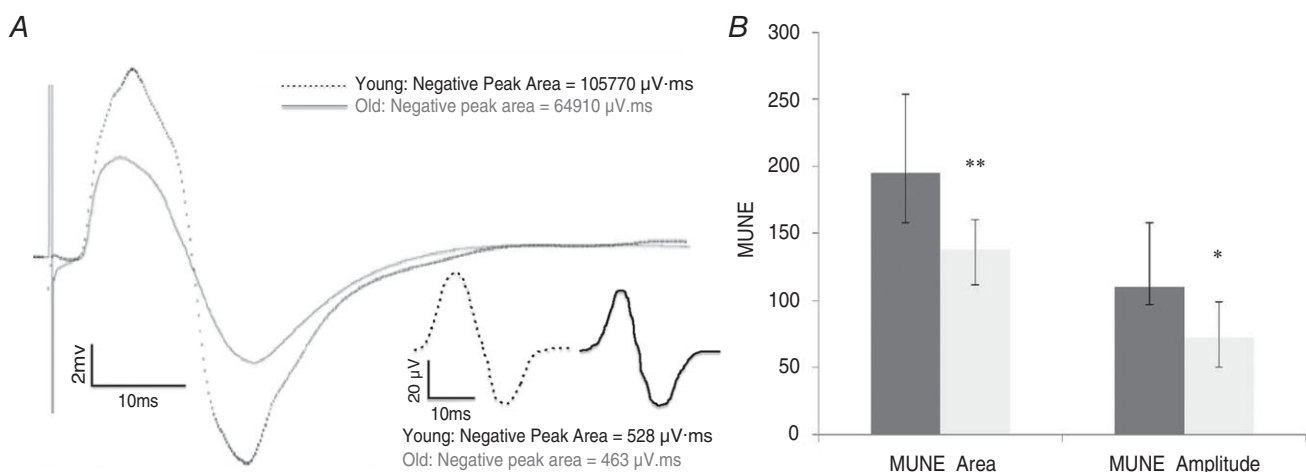 A
Young: Negative Peak Area = 105770 µV·ms
Old: Negative peak area = 64910 µV.ms
2mv
10ms
20 µV
10ms
Young: Negative Peak Area = 528 µV·ms
Old: Negative peak area = 463 µV.ms
B
MUNE
300
250
200
150
100
50
0
**
*
MUNE Area
MUNE Amplitude